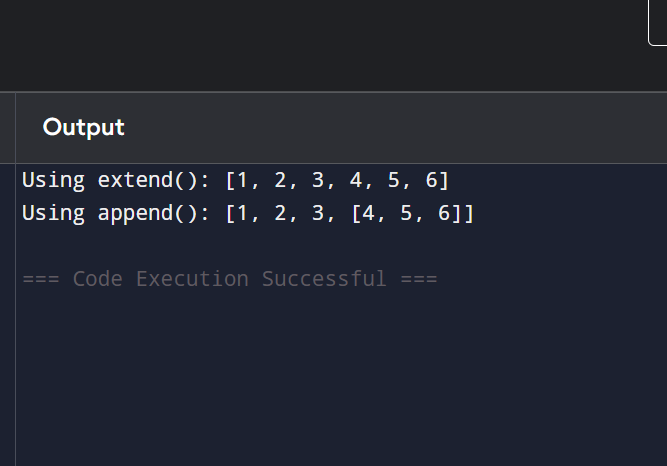 Output
Using extend(): [1, 2, 3, 4, 5, 6]
Using append(): [1, 2, 3, [4, 5, 6]]
=== Code Execution Successful ===